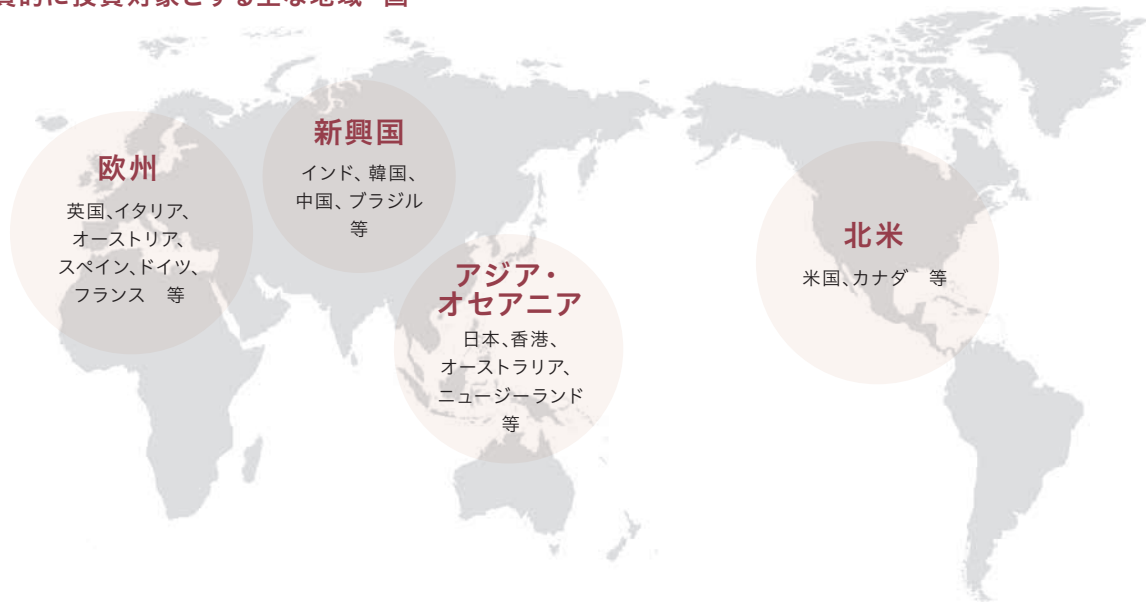 資的に投資対象とする主な地域 国
欧州
英国、イタリア、
オーストリア、
スペイン、ドイツ、
フランス 等
新興国
インド、韓国、
中国、ブラジル
等
アジア・
オセアニア
日本、香港、
オーストラリア、
ニュージーランド
等
北米
米国、カナダ 等